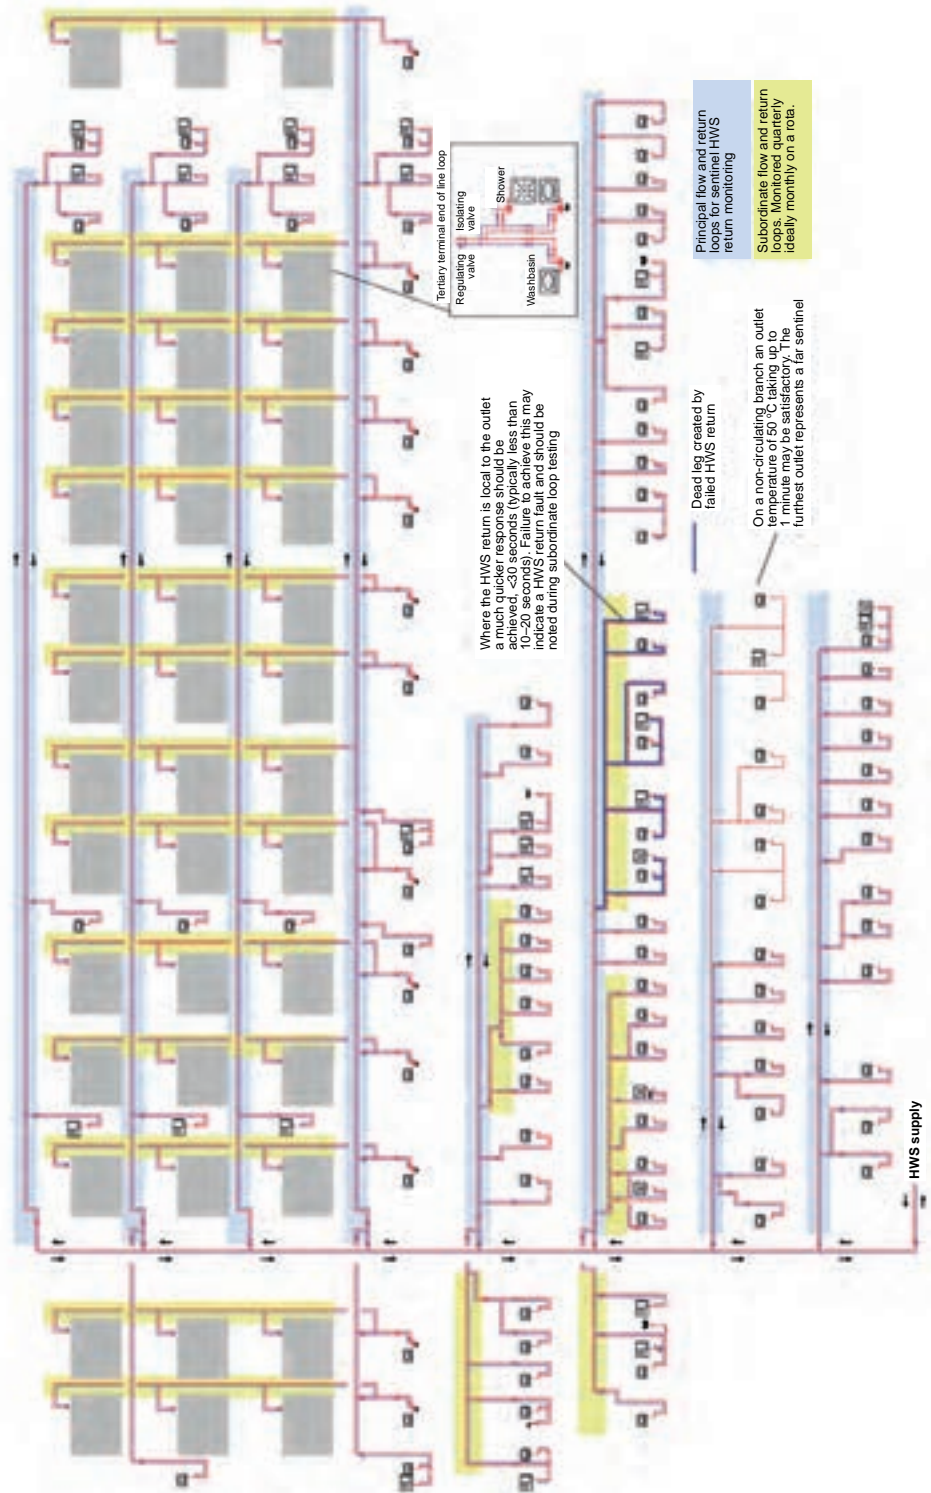 Tertiary terminal end of line loop
Regulating
valve
Isolating
valve
Shower
Washbasin
Principal flow and return
loops for sentinel HWS
return monitoring
Subordinate flow and return
loops. Monitored quarterly
ideally monthly on a rota.
Where the HWS return is local to the outlet
a much quicker response should be
achieved, <30 seconds (typically less than
10–20 seconds). Failure to achieve this may
indicate a HWS return fault and should be
noted during subordinate loop testing
Dead leg created by
failed HWS return
On a non-circulating branch an outlet
temperature of 50 °C taking up to
1 minute may be satisfactory. The
furthest outlet represents a far sentinel
HWS supply